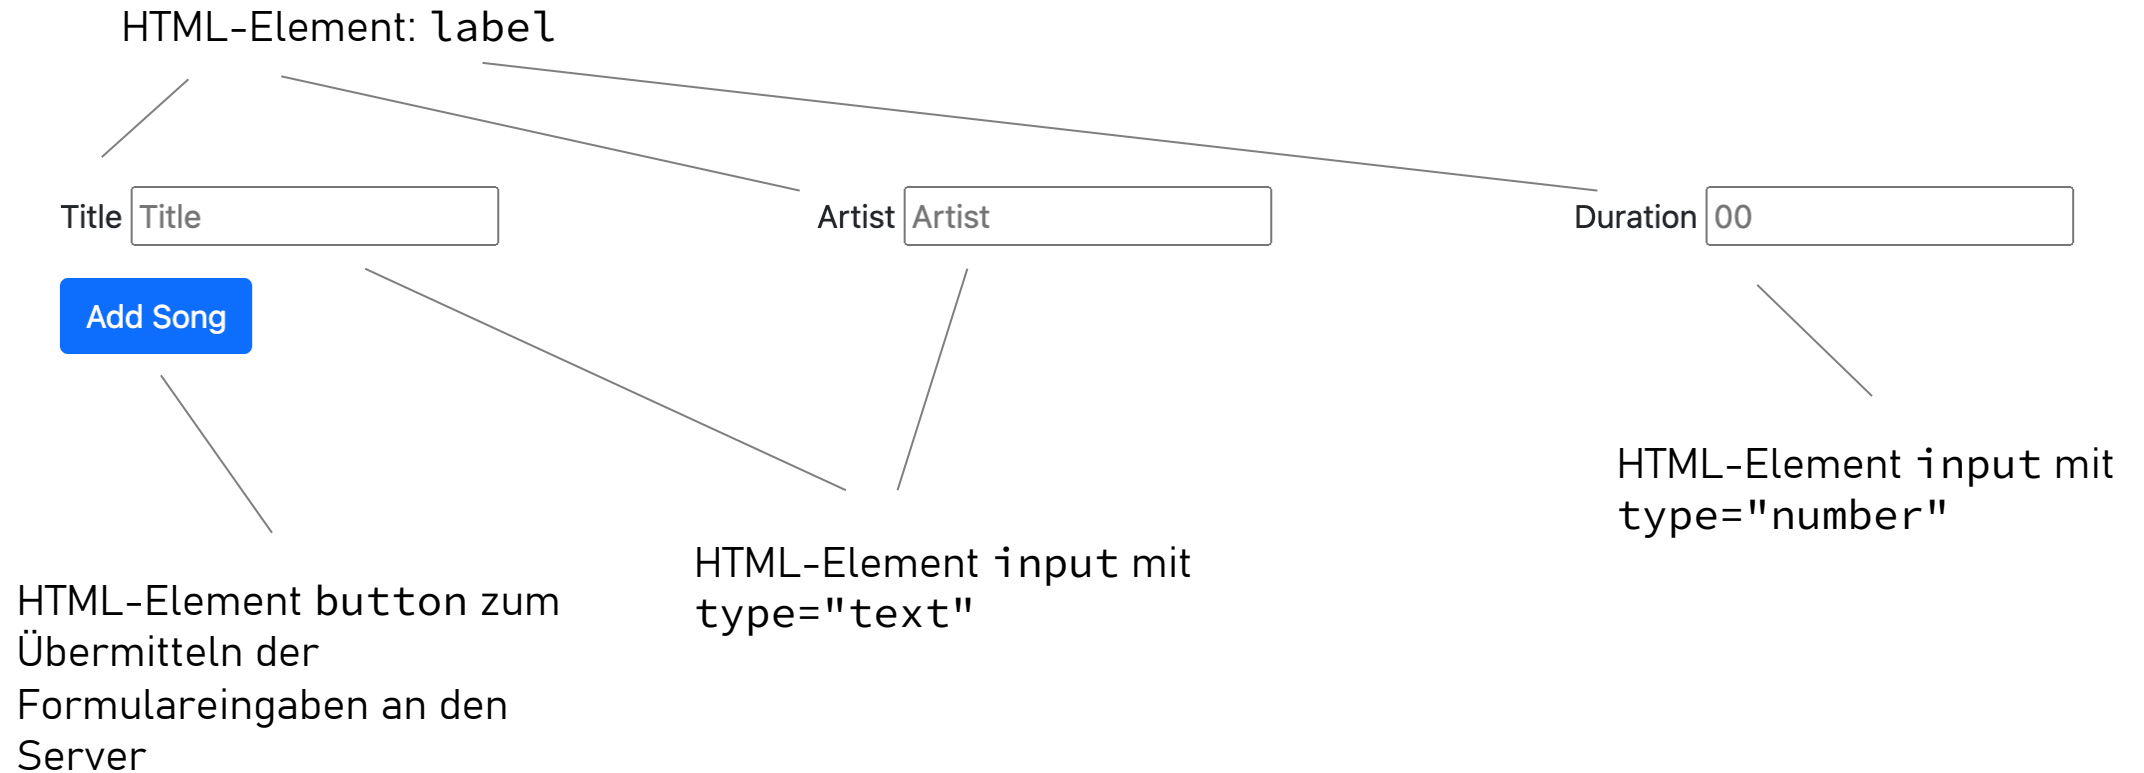 HTML-Element: label
Title Title Artist Artist Duration 00
Add Song
HTML-Element input mit
type="number"
HTML-Element input mit
type="text"
HTML-Element button zum
Übermitteln der
Formulareingaben an den
Server